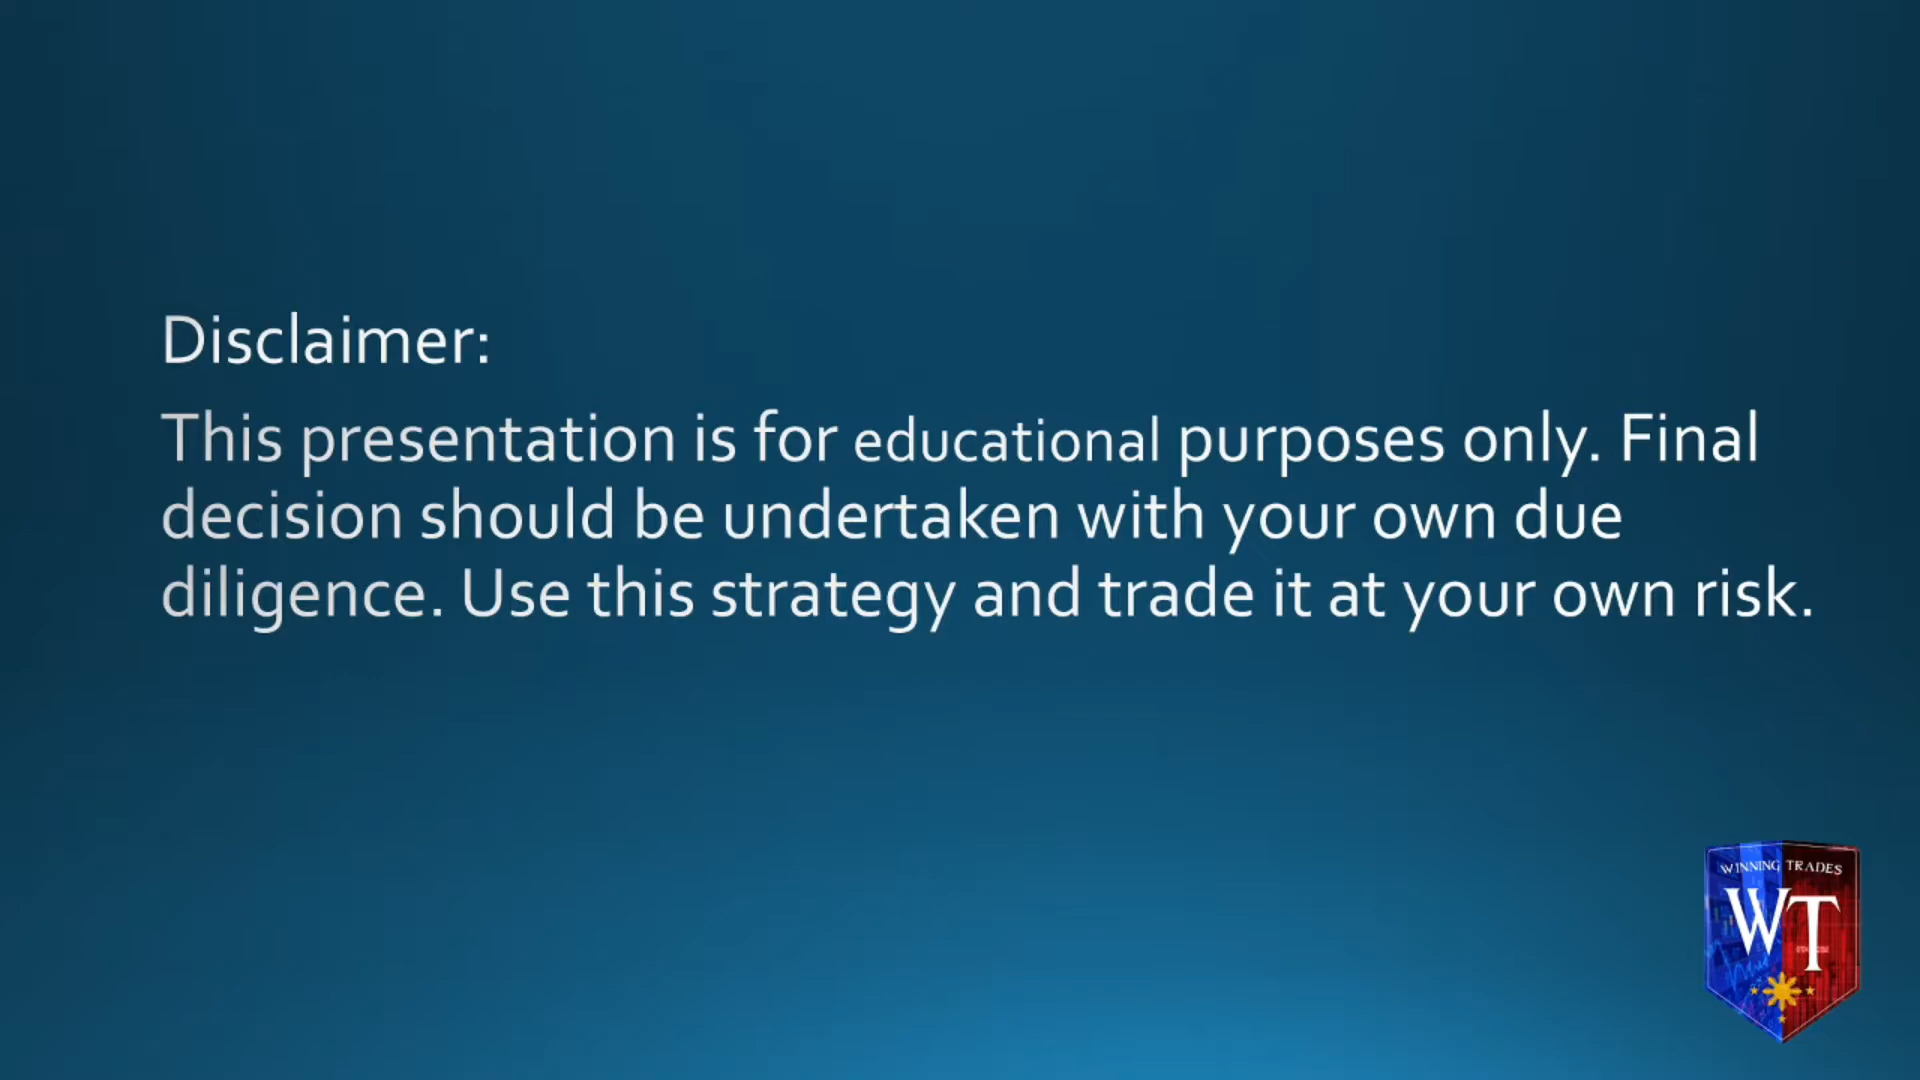 Disclaimer:
This presentation is for educational purposes only. Final
decision should be undertaken with your own due
diligence. Use this strategy and trade it at your own risk.
WINNING TRADES
WT